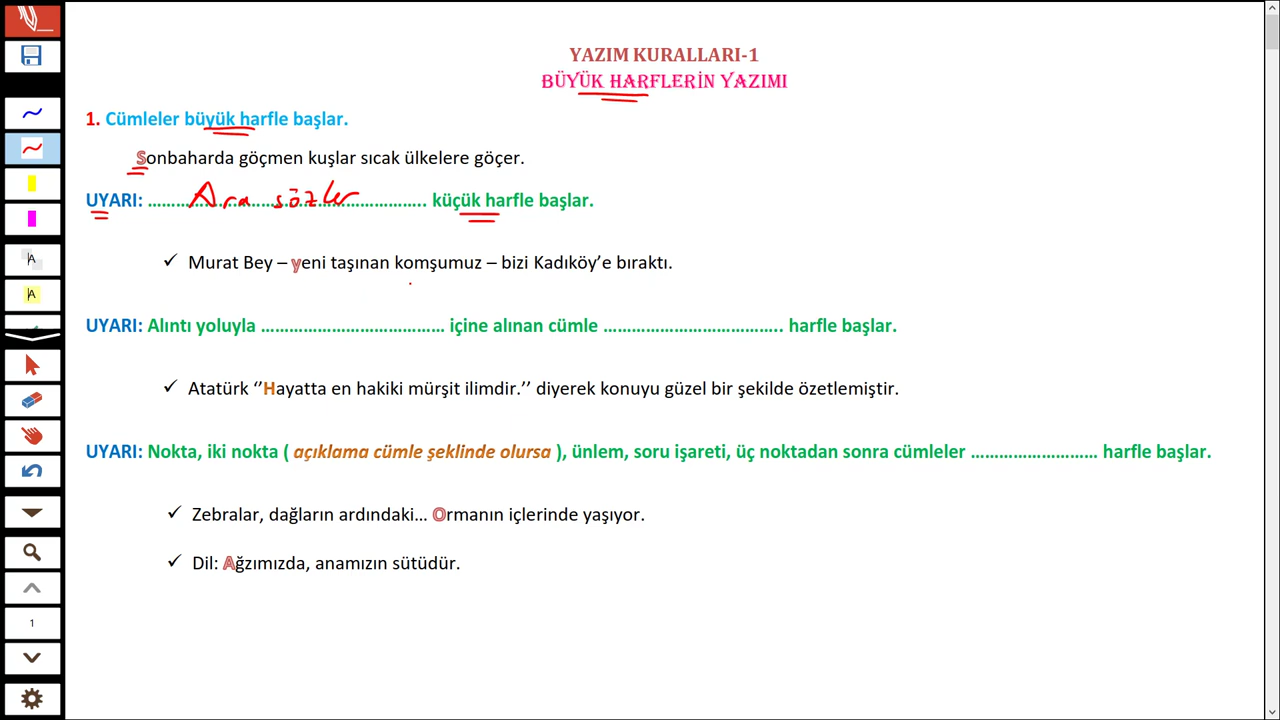 YAZIM KURALLARI-1
BÜYÜK HARFLERİN YAZIMI
1. Cümleler büyük harfle başlar.
Sonbaharda göçmen kuşlar sıcak ülkelere göçer.
UYARI: ……Ara sözler……….. küçük harfle başlar.
✓ Murat Bey – yeni taşınan komşumuz – bizi Kadıköy’e bıraktı.
UYARI: Alıntı yoluyla ………………………………… içine alınan cümle ……………………………….. harfle başlar.
✓ Atatürk ‘’Hayatta en hakiki mürşit ilimdir.’’ diyerek konuyu güzel bir şekilde özetlemiştir.
UYARI: Nokta, iki nokta ( açıklama cümle şeklinde olursa ), ünlem, soru işareti, üç noktadan sonra cümleler ……………………… harfle başlar.
✓ Zebralar, dağların ardındaki… Ormanın içlerinde yaşıyor.
✓ Dil: Ağzımızda, anamızın sütüdür.
A
A
1